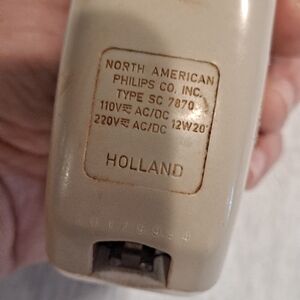 NORTH AMERICAN
PHILIPS CO. INC.
TYPE SC 7870
110V⎓ AC/DC
220V⎓ AC/DC 12W20'
HOLLAND